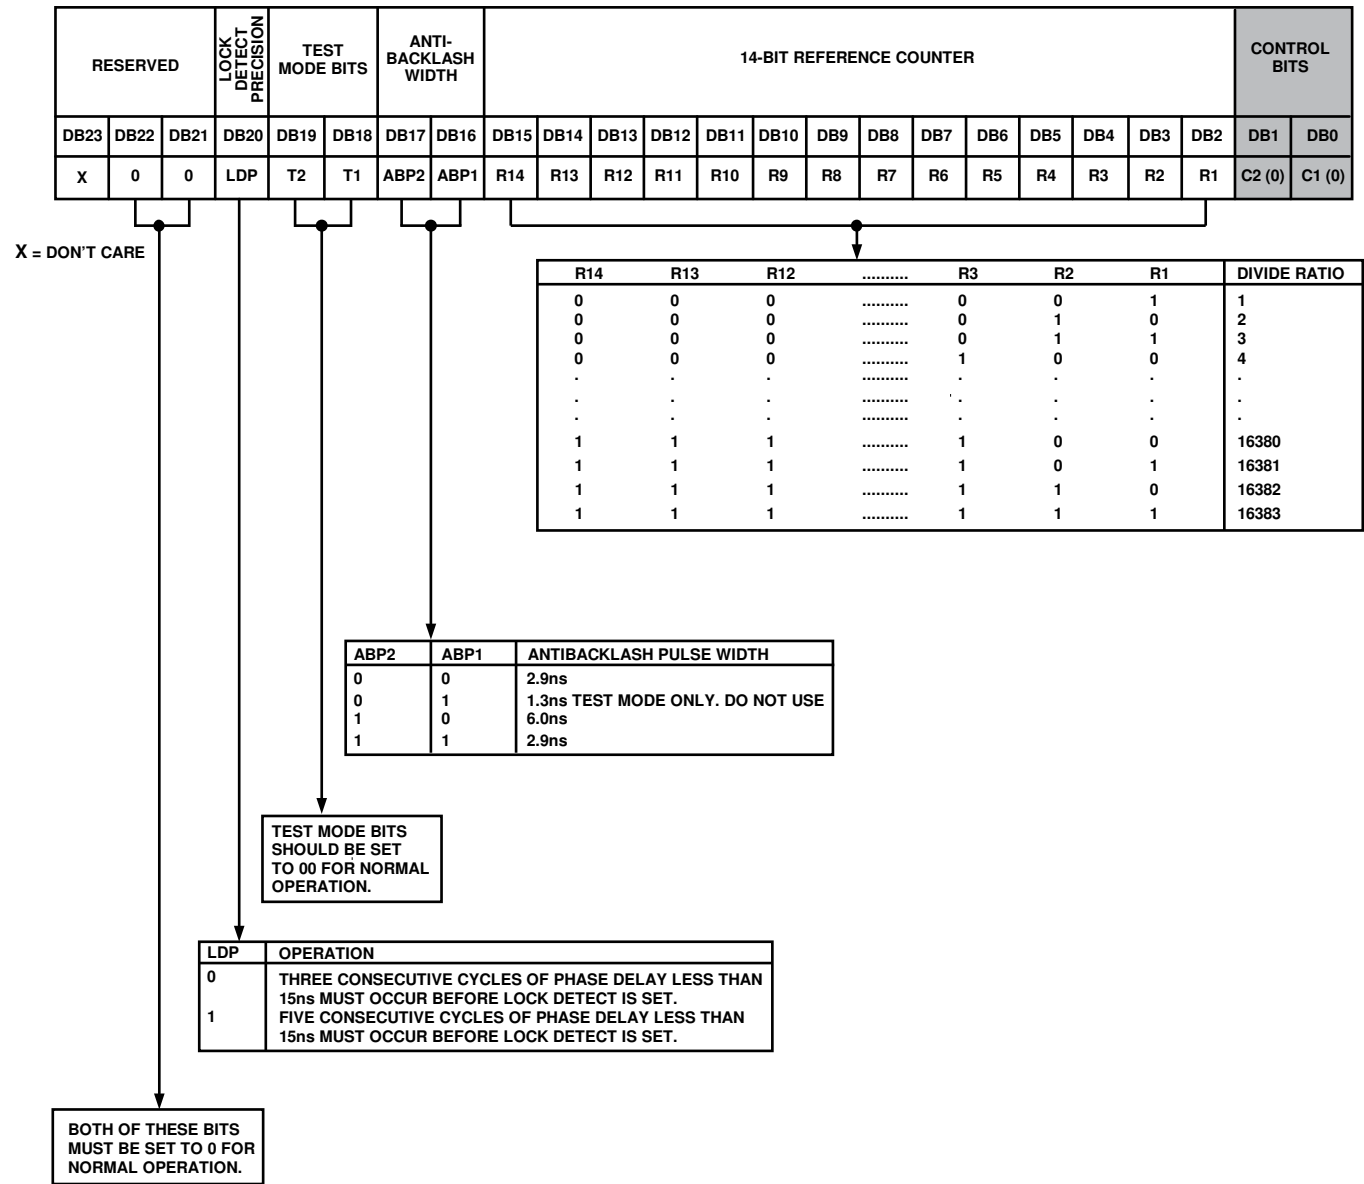 RESERVED
LOCK
DETECT
PRECISION
TEST
MODE BITS
ANTI-
BACKLASH
WIDTH
14-BIT REFERENCE COUNTER
CONTROL
BITS
DB23 DB22 DB21 DB20 DB19 DB18 DB17 DB16 DB15 DB14 DB13 DB12 DB11 DB10 DB9 DB8 DB7 DB6 DB5 DB4 DB3 DB2 DB1 DB0
X 0 0 LDP T2 T1 ABP2 ABP1 R14 R13 R12 R11 R10 R9 R8 R7 R6 R5 R4 R3 R2 R1 C2 (0) C1 (0)
X = DON'T CARE
R14 R13 R12 .......... R3 R2 R1 DIVIDE RATIO
0 0 0 .......... 0 0 1 1
0 0 0 .......... 0 1 0 2
0 0 0 .......... 0 1 1 3
0 0 0 .......... 1 0 0 4
. . . .......... . . . .
. . . .......... . . . .
. . . .......... . . . .
1 1 1 .......... 1 0 0 16380
1 1 1 .......... 1 0 1 16381
1 1 1 .......... 1 1 0 16382
1 1 1 .......... 1 1 1 16383
ABP2 ABP1 ANTIBACKLASH PULSE WIDTH
0 0 2.9ns
0 1 1.3ns TEST MODE ONLY. DO NOT USE
1 0 6.0ns
1 1 2.9ns
TEST MODE BITS
SHOULD BE SET
TO 00 FOR NORMAL
OPERATION.
LDP OPERATION
0 THREE CONSECUTIVE CYCLES OF PHASE DELAY LESS THAN
15ns MUST OCCUR BEFORE LOCK DETECT IS SET.
1 FIVE CONSECUTIVE CYCLES OF PHASE DELAY LESS THAN
15ns MUST OCCUR BEFORE LOCK DETECT IS SET.
BOTH OF THESE BITS
MUST BE SET TO 0 FOR
NORMAL OPERATION.